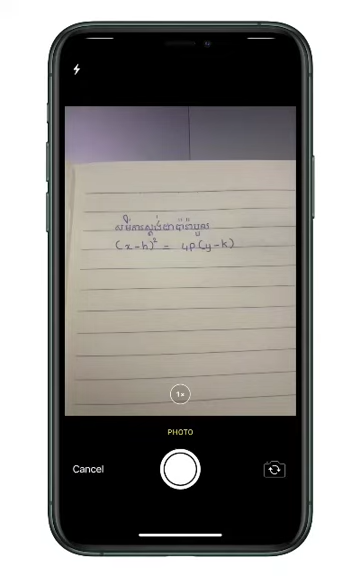 សមីការស្តង់ដាប៉ារ៉ាបូល
(x-h)² = 4P(y-k)
1x
PHOTO
Cancel